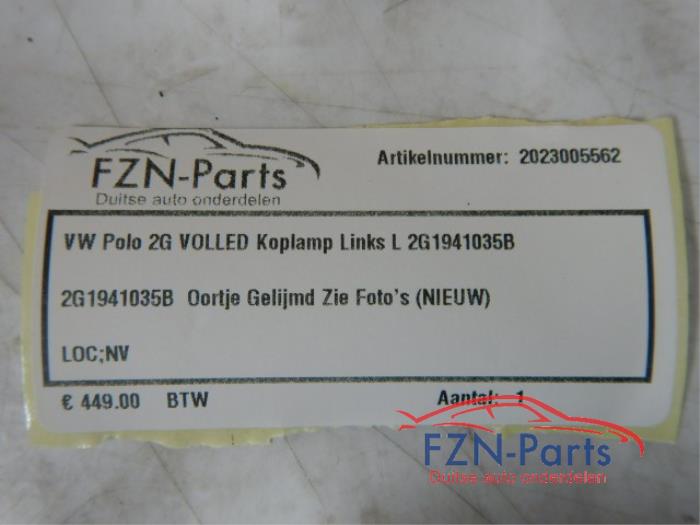 FZN-Parts
Duitse auto onderdelen
Artikelnummer: 2023005562
VW Polo 2G VOLLED Koplamp Links L 2G1941035B
2G1941035B Oortje Gelijmd Zie Foto's (NIEUW)
LOC;NV
€ 449.00 BTW Aantal: 1
FZN-Parts
Duitse auto onderdelen